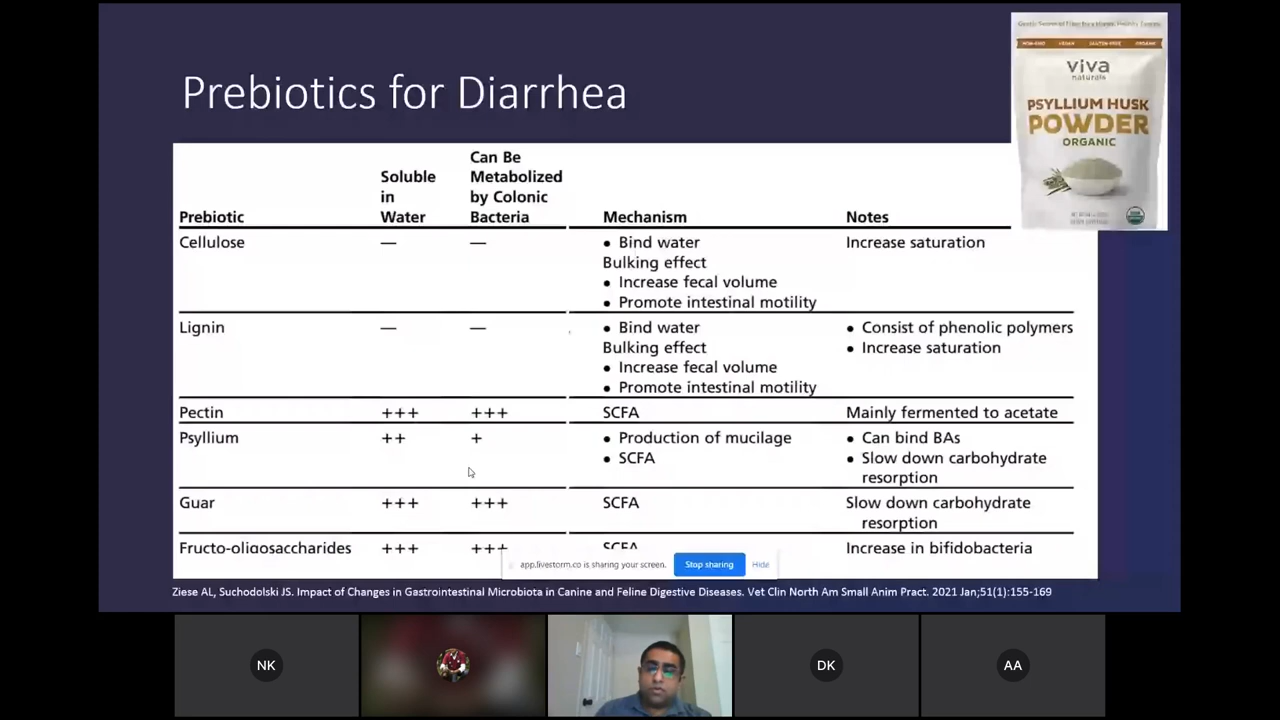 Prebiotics for Diarrhea
viva
naturals
PSYLLIUM HUSK
POWDER
ORGANIC
Can Be
Soluble Metabolized
in by Colonic
Prebiotic Water Bacteria Mechanism Notes
Cellulose — — • Bind water Increase saturation
Bulking effect
• Increase fecal volume
• Promote intestinal motility
Lignin — — • Bind water • Consist of phenolic polymers
Bulking effect • Increase saturation
• Increase fecal volume
• Promote intestinal motility
Pectin +++ +++ SCFA Mainly fermented to acetate
Psyllium ++ + • Production of mucilage • Can bind BAs
• SCFA • Slow down carbohydrate
resorption
Guar +++ +++ SCFA Slow down carbohydrate
resorption
Fructo-oligosaccharides +++ +++ SCFA Increase in bifidobacteria
app.livestorm.co is sharing your screen. Stop sharing Hide
Ziese AL, Suchodolski JS. Impact of Changes in Gastrointestinal Microbiota in Canine and Feline Digestive Diseases. Vet Clin North Am Small Anim Pract. 2021 Jan;51(1):155-169
NK DK AA